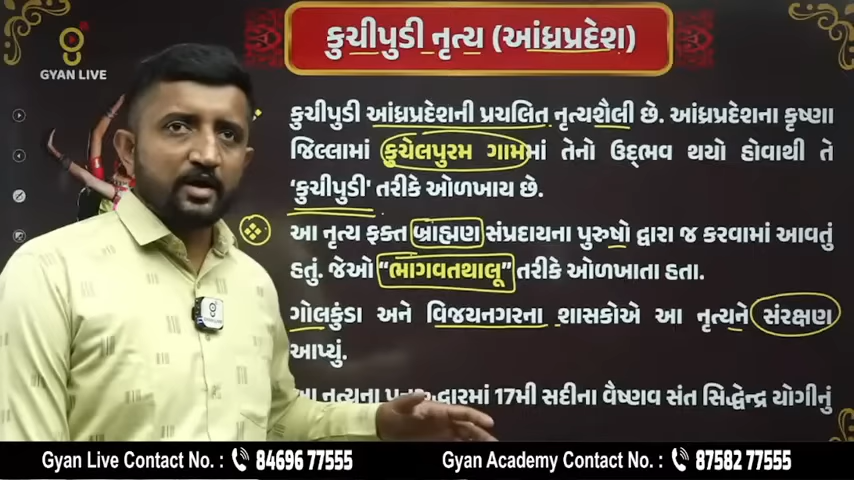 GYAN LIVE
કુચીપુડી નૃત્ય (આંધ્રપ્રદેશ)
કુચીપુડી આંધ્રપ્રદેશની પ્રચલિત નૃત્યશૈલી છે. આંધ્રપ્રદેશના કૃષ્ણા
જિલ્લામાં કુચેલપુરમ ગામમાં તેનો ઉદ્ભવ થયો હોવાથી તે
‘કુચીપુડી' તરીકે ઓળખાય છે.
આ નૃત્ય ફક્ત બ્રાહ્મણ સંપ્રદાયના પુરુષો દ્વારા જ કરવામાં આવતું
હતું. જેઓ “ભાગવતથાલૂ” તરીકે ઓળખાતા હતા.
ગોલકુંડા અને વિજયનગરના શાસકોએ આ નૃત્યને સંરક્ષણ
આપ્યું.
નૃત્યના 17મી સદીના વૈષ્ણવ સંત સિદ્ધેન્દ્ર યોગીનું
Gyan Live Contact No. : 84696 77555
Gyan Academy Contact No. : 87582 77555